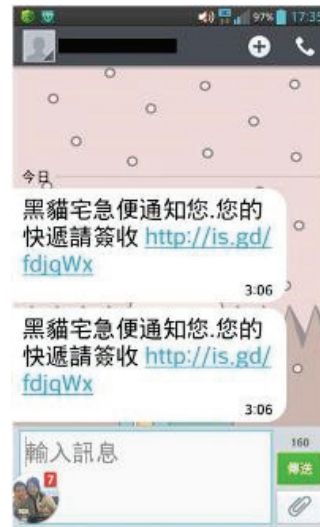 97% 17:35
今日
黑貓宅急便通知您.您的
快遞請簽收 http://is.gd/
fdjqWx
3:06
黑貓宅急便通知您.您的
快遞請簽收 http://is.gd/
fdjqWx
3:06
輸入訊息
160
傳送
7